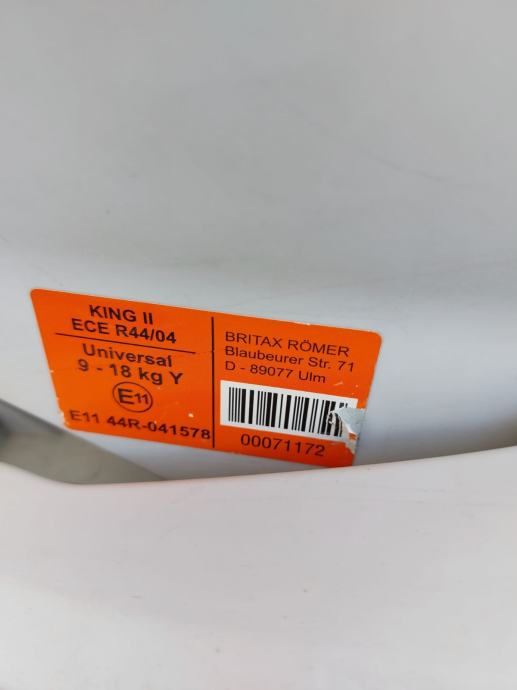 KING II
ECE R44/04
Universal
9 - 18 kg Y
E11
E11 44R-041578
BRITAX RÖMER
Blaubeurer Str. 71
D - 89077 Ulm
00071172